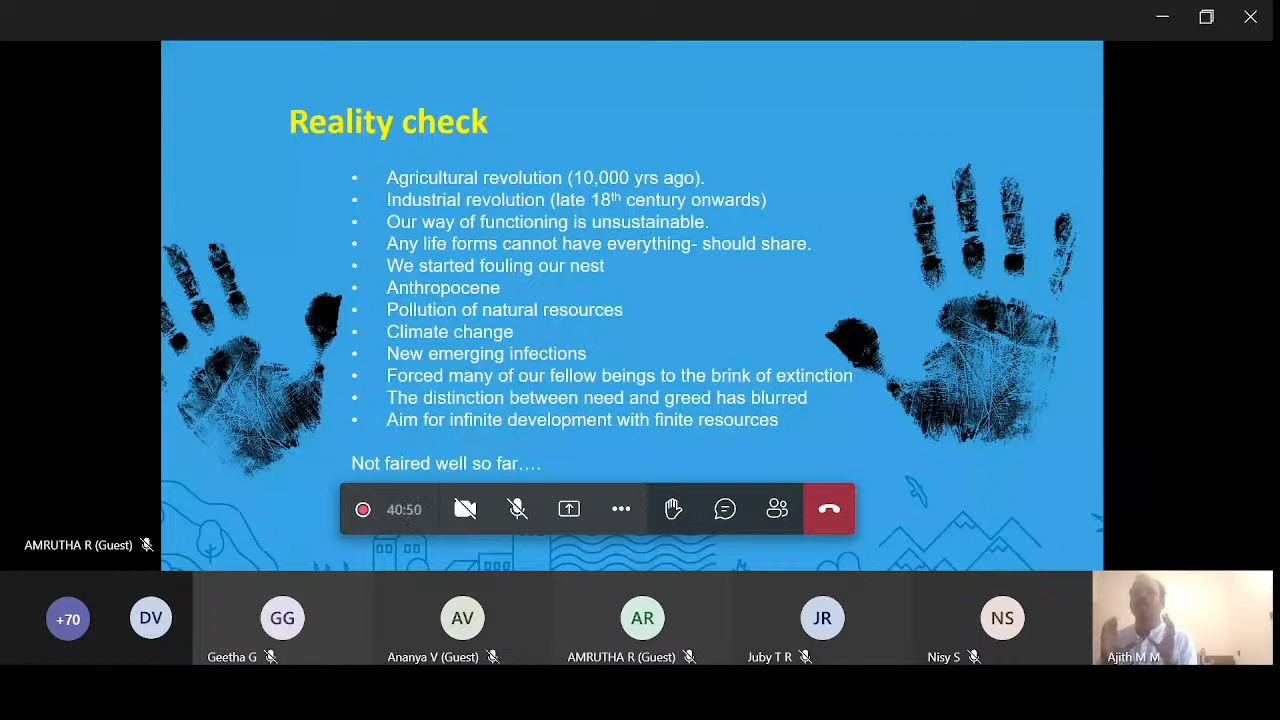 Reality check
• Agricultural revolution (10,000 yrs ago).
• Industrial revolution (late 18th century onwards)
• Our way of functioning is unsustainable.
• Any life forms cannot have everything- should share.
• We started fouling our nest
• Anthropocene
• Pollution of natural resources
• Climate change
• New emerging infections
• Forced many of our fellow beings to the brink of extinction
• The distinction between need and greed has blurred
• Aim for infinite development with finite resources
Not faired well so far….
40:50
AMRUTHA R (Guest)
+70
DV
GG
AV
AR
JR
NS
Geetha G
Ananya V (Guest)
AMRUTHA R (Guest)
Juby T R
Nisy S
Ajith M M